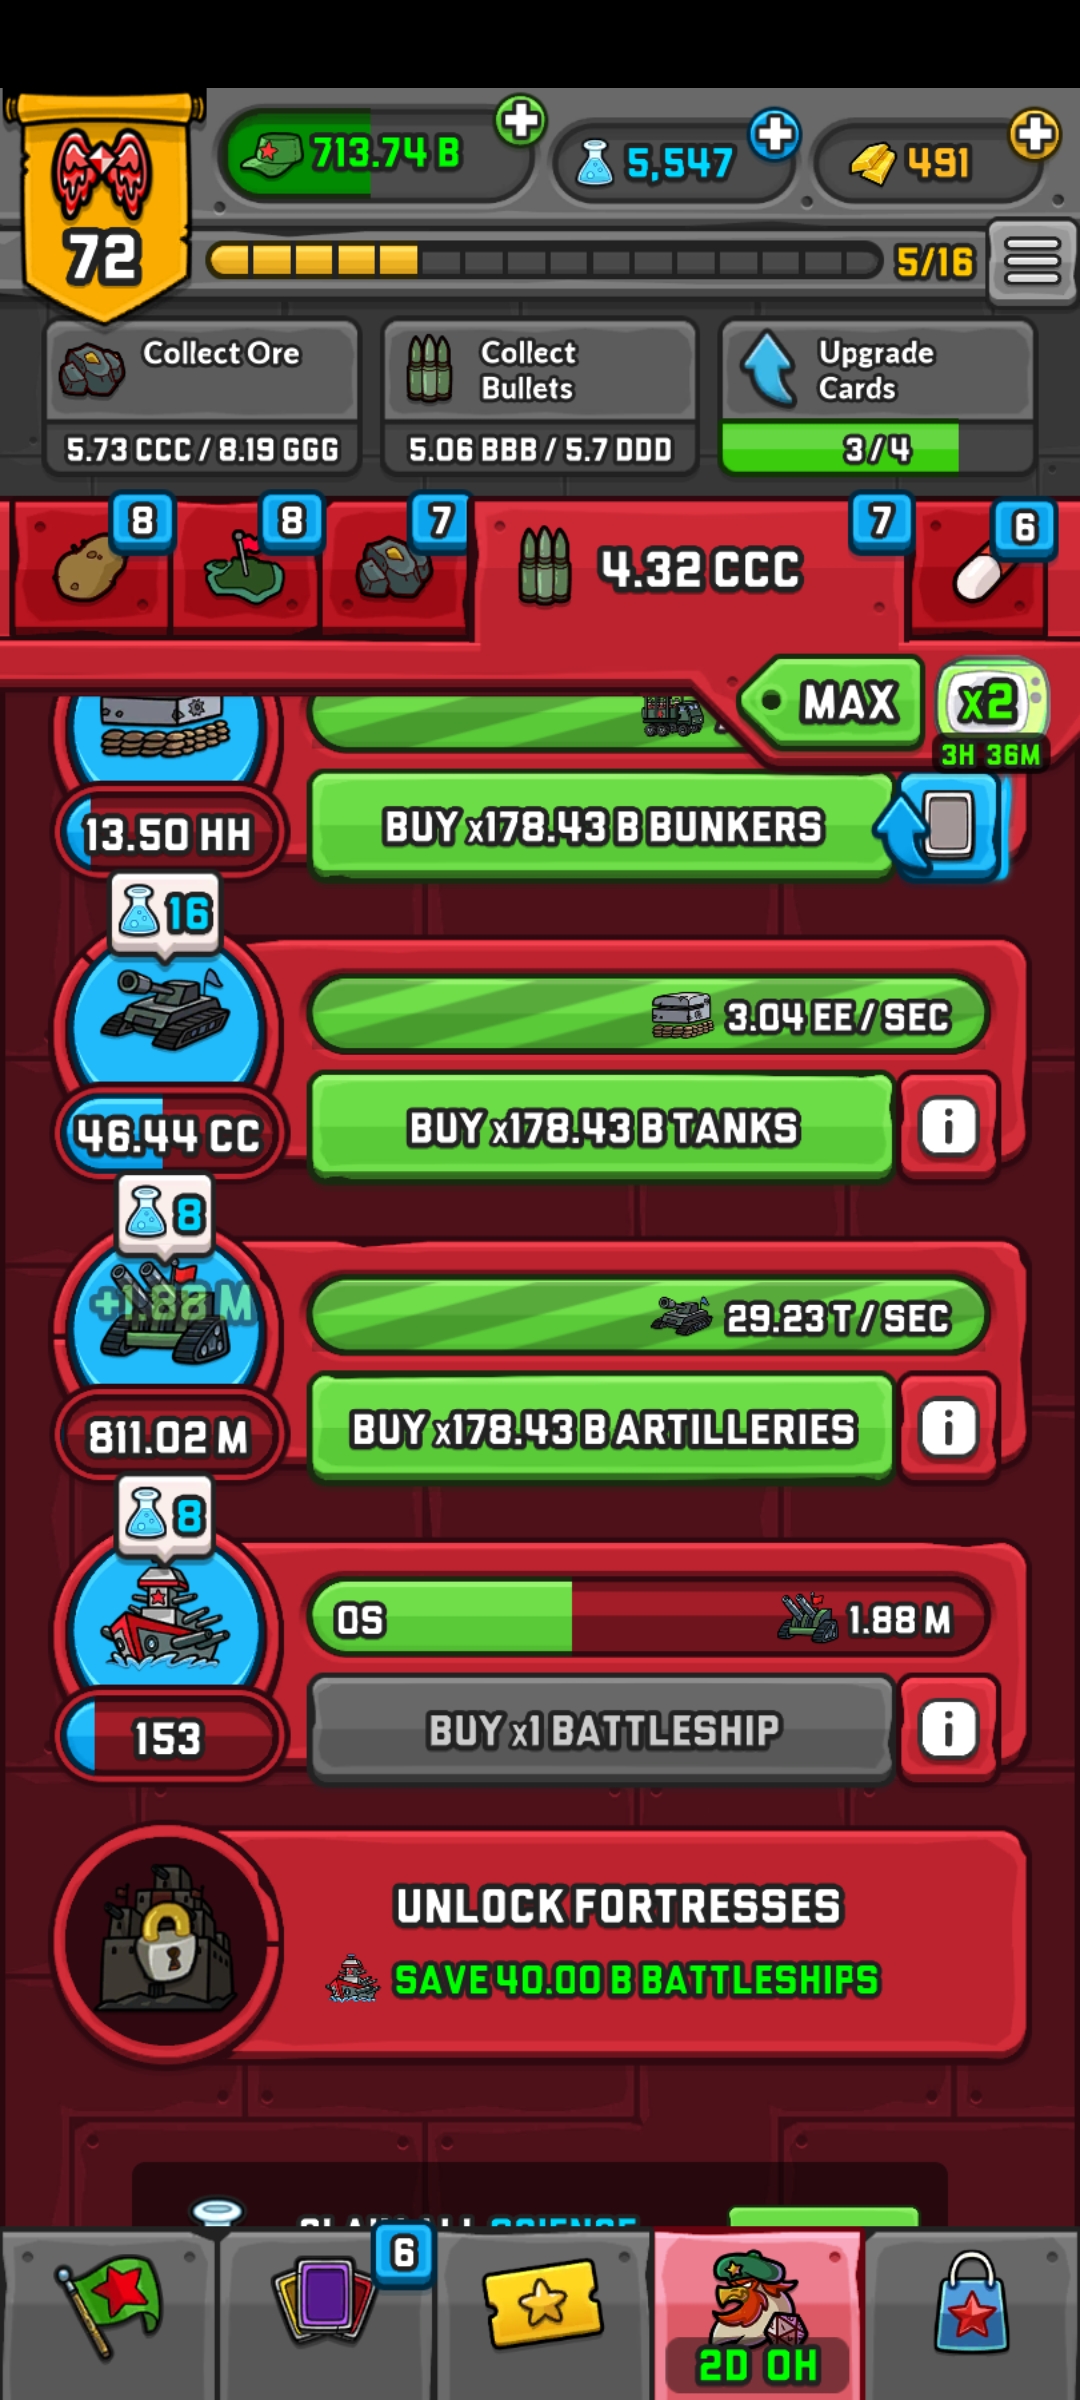 713.74 B
5,547
491
72
5/16
Collect Ore
5.73 CCC / 8.19 GGG
Collect
Bullets
5.06 BBB / 5.7 DDD
Upgrade
Cards
3/4
8
8
7
4.32 CCC
7
6
MAX
x2
3H 36M
13.50 HH
BUY x178.43 B BUNKERS
16
3.04 EE / SEC
46.44 CC
BUY x178.43 B TANKS
8
+1.88 M
29.23 T / SEC
811.02 M
BUY x178.43 B ARTILLERIES
8
0S
1.88 M
153
BUY x1 BATTLESHIP
UNLOCK FORTRESSES
SAVE 40.00 B BATTLESHIPS
6
2D 0H